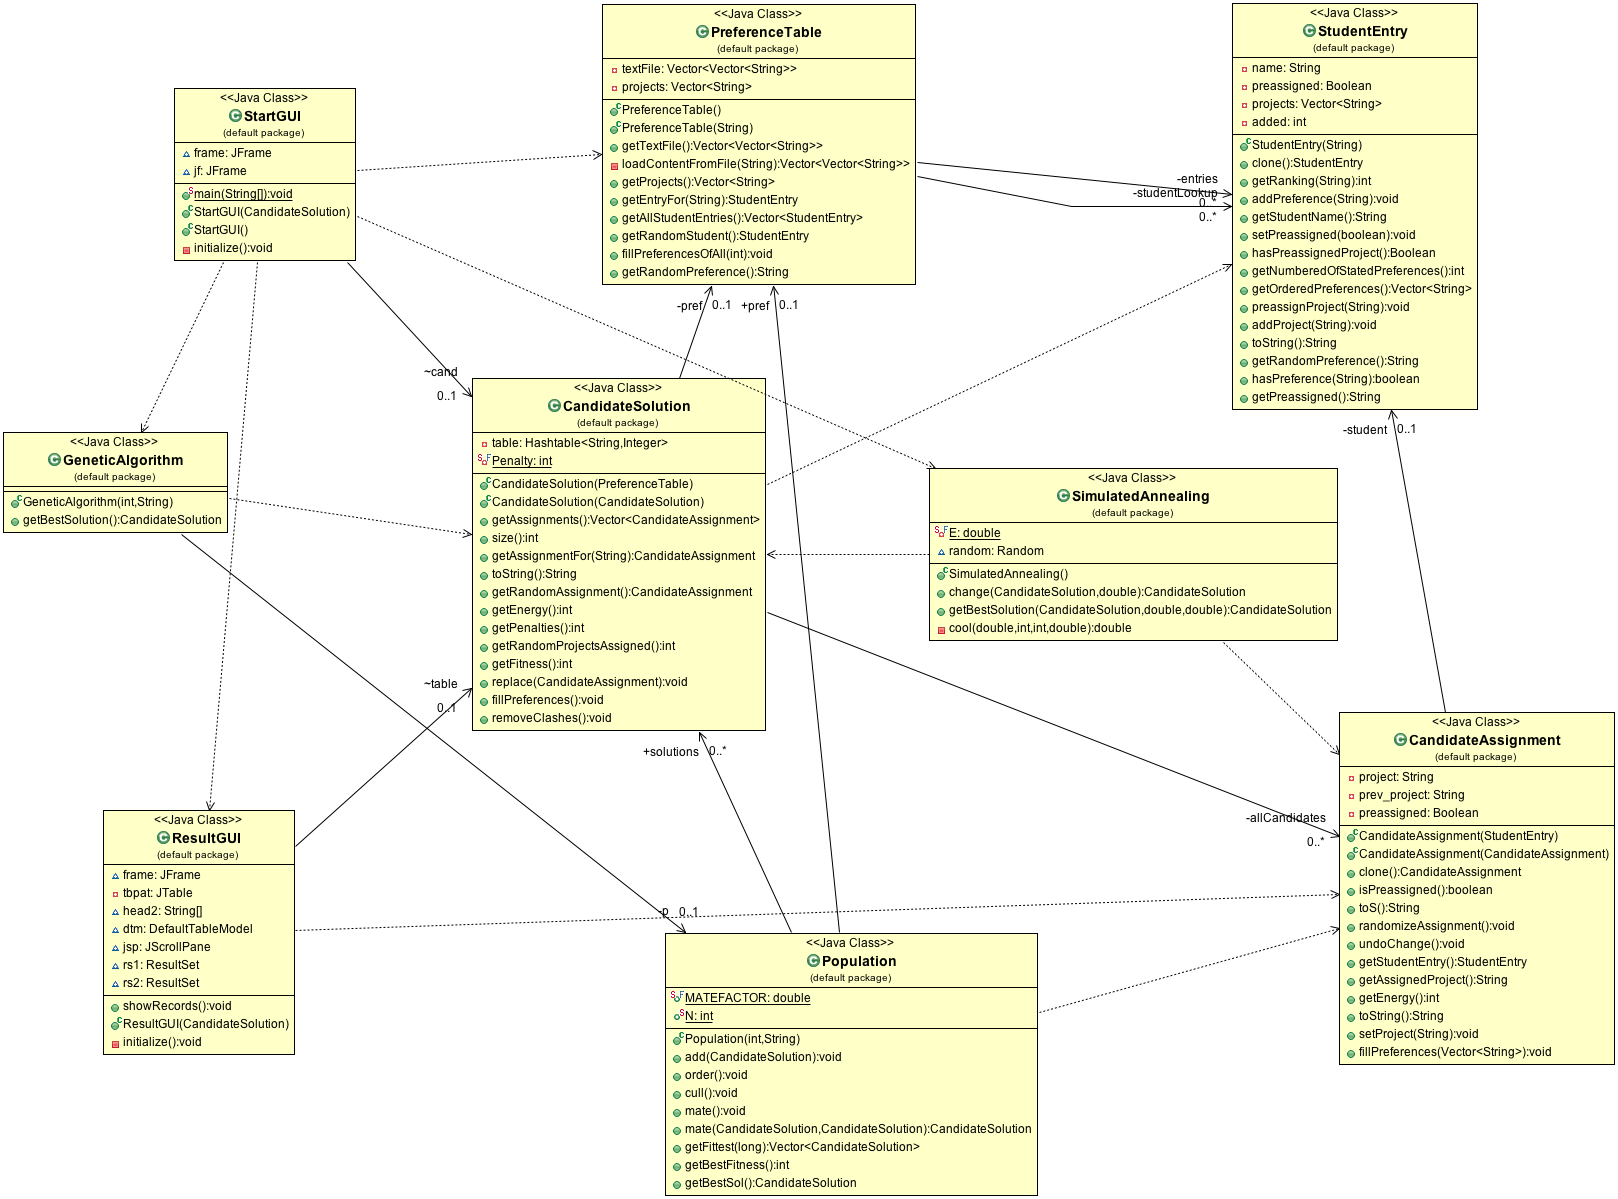 <<Java Class>>
PreferenceTable
(default package)
textFile: Vector<Vector<String>>
projects: Vector<String>
PreferenceTable()
PreferenceTable(String)
getTextFile():Vector<Vector<String>>
loadContentFromFile(String):Vector<Vector<String>>
getProjects():Vector<String>
getEntryFor(String):StudentEntry
getAllStudentEntries():Vector<StudentEntry>
getRandomStudent():StudentEntry
fillPreferencesOfAll(int):void
getRandomPreference():String
<<Java Class>>
StudentEntry
(default package)
name: String
preassigned: Boolean
projects: Vector<String>
added: int
StudentEntry(String)
clone():StudentEntry
getRanking(String):int
addPreference(String):void
getStudentName():String
setPreassigned(boolean):void
hasPreassignedProject():Boolean
getNumberedOfStatedPreferences():int
getOrderedPreferences():Vector<String>
preassignProject(String):void
addProject(String):void
toString():String
getRandomPreference():String
hasPreference(String):boolean
getPreassigned():String
<<Java Class>>
StartGUI
(default package)
frame: JFrame
jf: JFrame
main(String[]):void
StartGUI(CandidateSolution)
StartGUI()
initialize():void
-entries
-studentLookup
0..*
0..*
-pref 0..1
+pref 0..1
~cand
0..1
<<Java Class>>
CandidateSolution
(default package)
table: Hashtable<String,Integer>
Penalty: int
CandidateSolution(PreferenceTable)
CandidateSolution(CandidateSolution)
getAssignments():Vector<CandidateAssignment>
size():int
getAssignmentFor(String):CandidateAssignment
toString():String
getRandomAssignment():CandidateAssignment
getEnergy():int
getPenalties():int
getRandomProjectsAssigned():int
getFitness():int
replace(CandidateAssignment):void
fillPreferences():void
removeClashes():void
<<Java Class>>
GeneticAlgorithm
(default package)
GeneticAlgorithm(int,String)
getBestSolution():CandidateSolution
-student 0..1
<<Java Class>>
SimulatedAnnealing
(default package)
E: double
random: Random
SimulatedAnnealing()
change(CandidateSolution,double):CandidateSolution
getBestSolution(CandidateSolution,double,double):CandidateSolution
cool(double,int,int,double):double
~table
0..1
+solutions 0..*
<<Java Class>>
CandidateAssignment
(default package)
project: String
prev_project: String
preassigned: Boolean
CandidateAssignment(StudentEntry)
CandidateAssignment(CandidateAssignment)
clone():CandidateAssignment
isPreassigned():boolean
toS():String
randomizeAssignment():void
undoChange():void
getStudentEntry():StudentEntry
getAssignedProject():String
getEnergy():int
toString():String
setProject(String):void
fillPreferences(Vector<String>):void
-allCandidates
0..*
<<Java Class>>
ResultGUI
(default package)
frame: JFrame
tbpat: JTable
head2: String[]
dtm: DefaultTableModel
jsp: JScrollPane
rs1: ResultSet
rs2: ResultSet
showRecords():void
ResultGUI(CandidateSolution)
initialize():void
-p 0..1
<<Java Class>>
Population
(default package)
MATEFACTOR: double
N: int
Population(int,String)
add(CandidateSolution):void
order():void
cull():void
mate():void
mate(CandidateSolution,CandidateSolution):CandidateSolution
getFittest(long):Vector<CandidateSolution>
getBestFitness():int
getBestSol():CandidateSolution